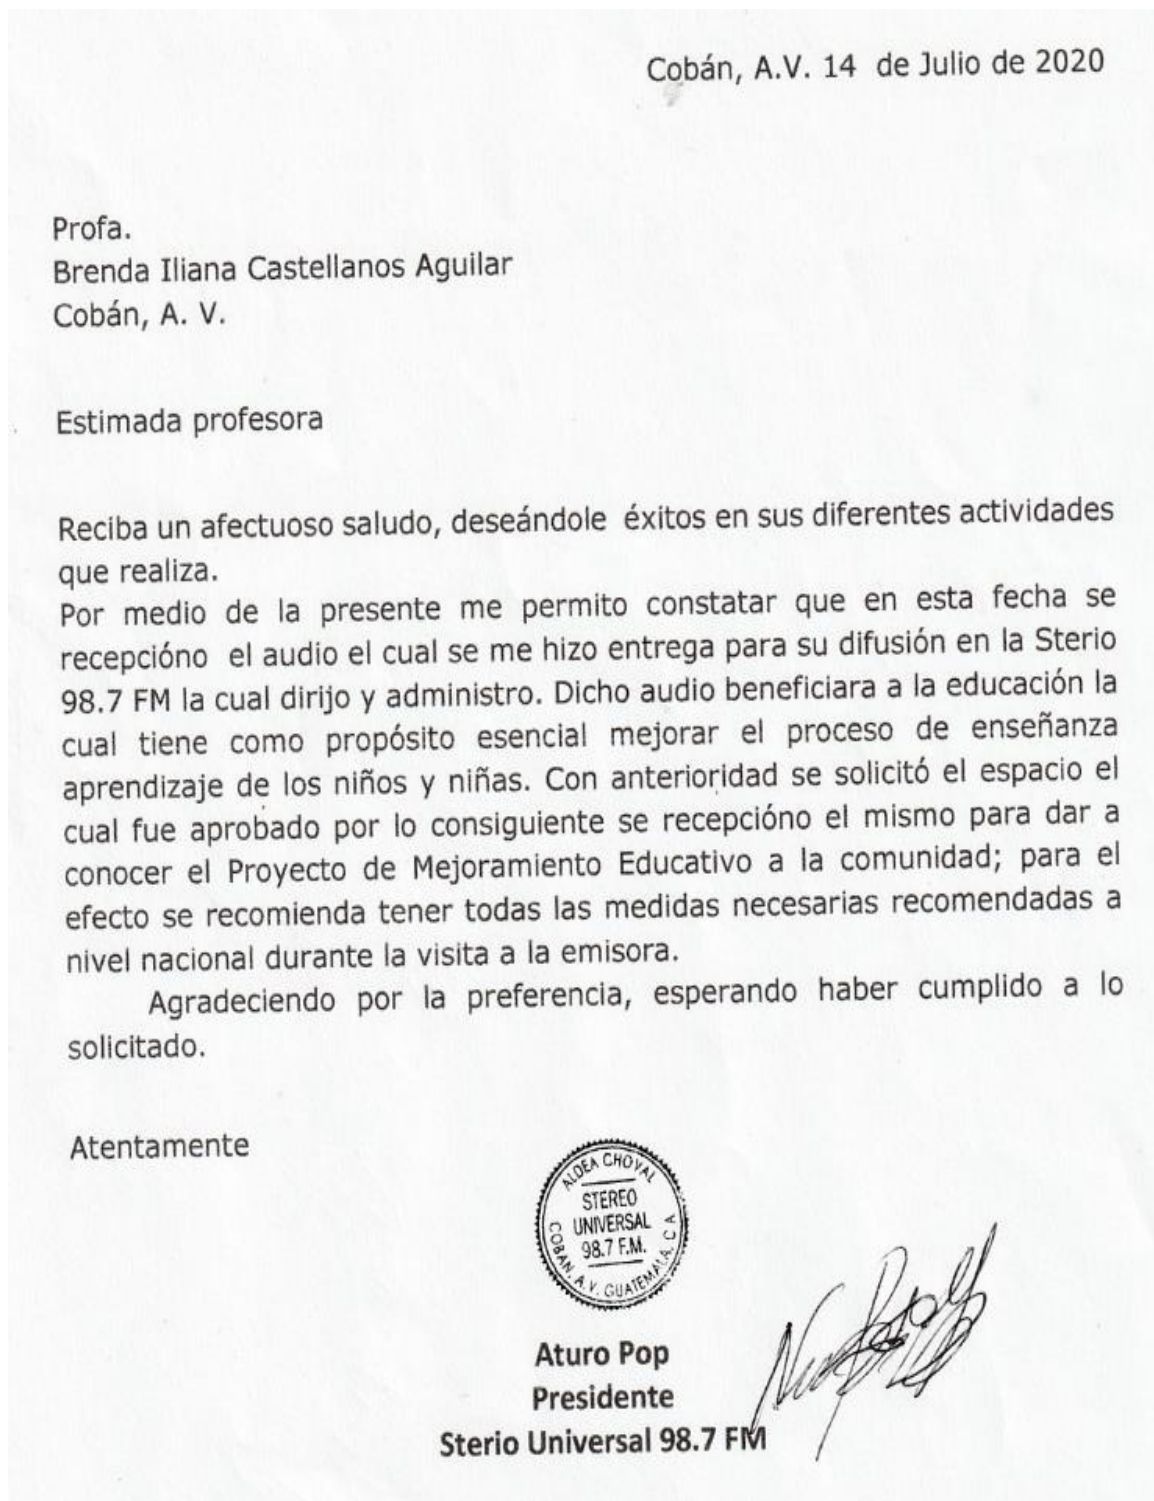 Cobán, A.V. 14 de Julio de 2020
Profa.
Brenda Iliana Castellanos Aguilar
Cobán, A. V.
Estimada profesora
Reciba un afectuoso saludo, deseándole éxitos en sus diferentes actividades
que realiza.
Por medio de la presente me permito constatar que en esta fecha se
recepcióno el audio el cual se me hizo entrega para su difusión en la Sterio
98.7 FM la cual dirijo y administro. Dicho audio beneficiara a la educación la
cual tiene como propósito esencial mejorar el proceso de enseñanza
aprendizaje de los niños y niñas. Con anterioridad se solicitó el espacio el
cual fue aprobado por lo consiguiente se recepcióno el mismo para dar a
conocer el Proyecto de Mejoramiento Educativo a la comunidad; para el
efecto se recomienda tener todas las medidas necesarias recomendadas a
nivel nacional durante la visita a la emisora.
Agradeciendo por la preferencia, esperando haber cumplido a lo
solicitado.
Atentamente
ALDEA CHOVAL
STEREO
UNIVERSAL
98.7 F.M.
COBAN, A.V. GUATEMALA, C A
Aturo Pop
Presidente
Sterio Universal 98.7 FM